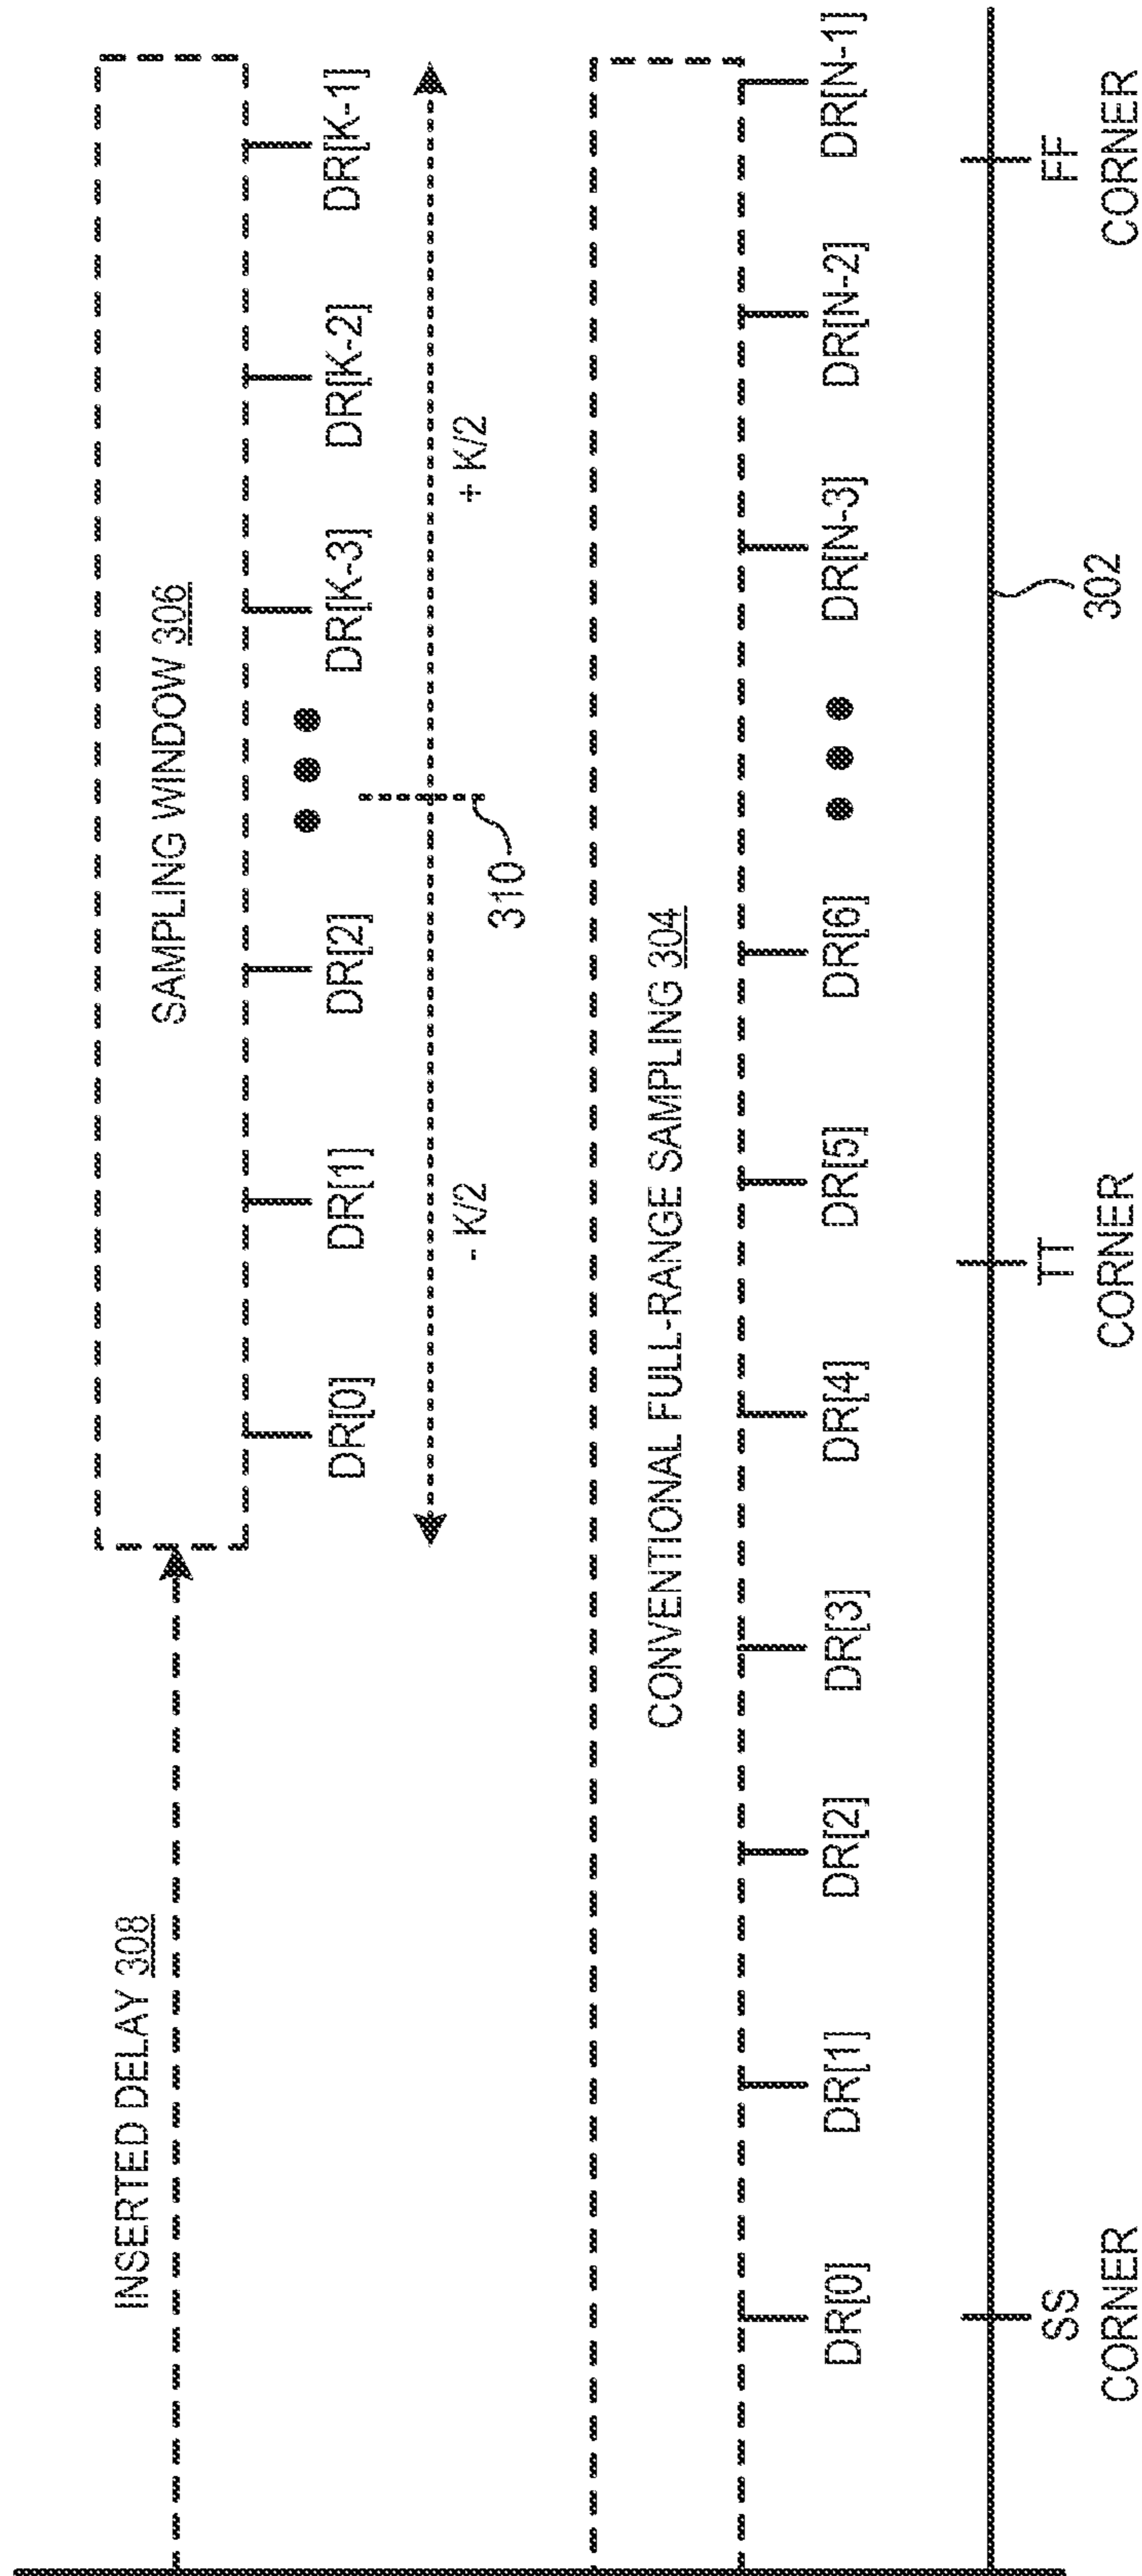 INSERTED DELAY 308
SAMPLING WINDOW 306
DR[0] DR[1] DR[2] ● ● ● DR[K-3] DR[K-2] DR[K-1]
- K/2 + K/2
310
CONVENTIONAL FULL-RANGE SAMPLING 304
DR[0] DR[1] DR[2] DR[3] DR[4] DR[5] DR[6] ● ● ● DR[N-3] DR[N-2] DR[N-1]
SS
CORNER
TT
CORNER
302
FF
CORNER